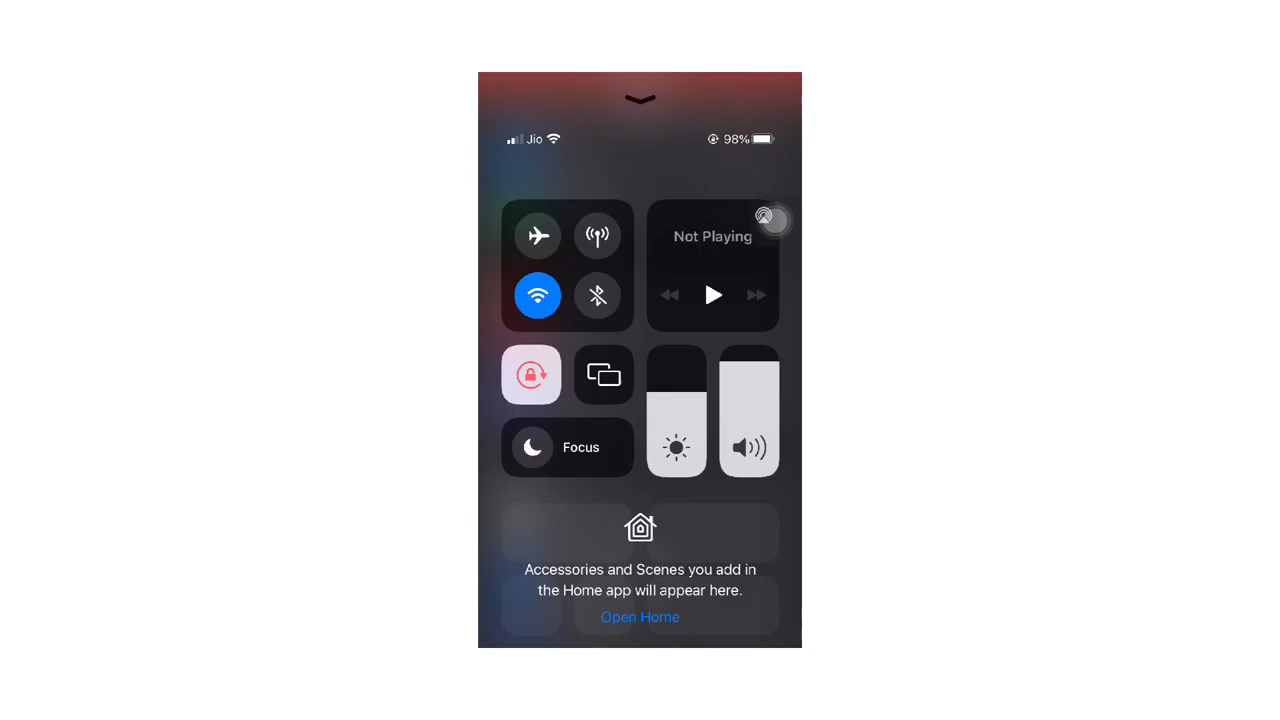 Jio
98%
Not Playing
Focus
Accessories and Scenes you add in
the Home app will appear here.
Open Home